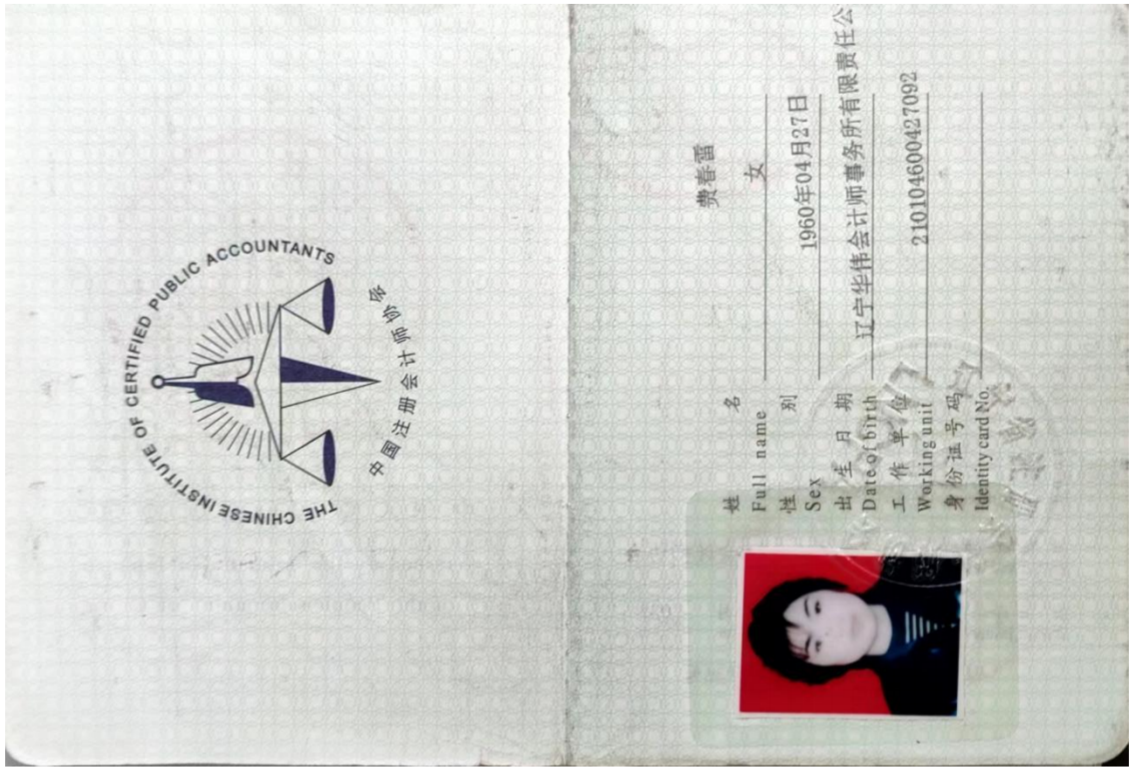 THE CHINESE INSTITUTE OF CERTIFIED PUBLIC ACCOUNTANTS
中国注册会计师协会
姓 名 费春雷
Full name
性 别 女
Sex
出 生 月 期 1960年04月27日
Date of birth
工 作 单 位 辽宁华伟会计师事务所有限责任公
Working unit
身 份 证 号 码 210104600427092
Identity card No.